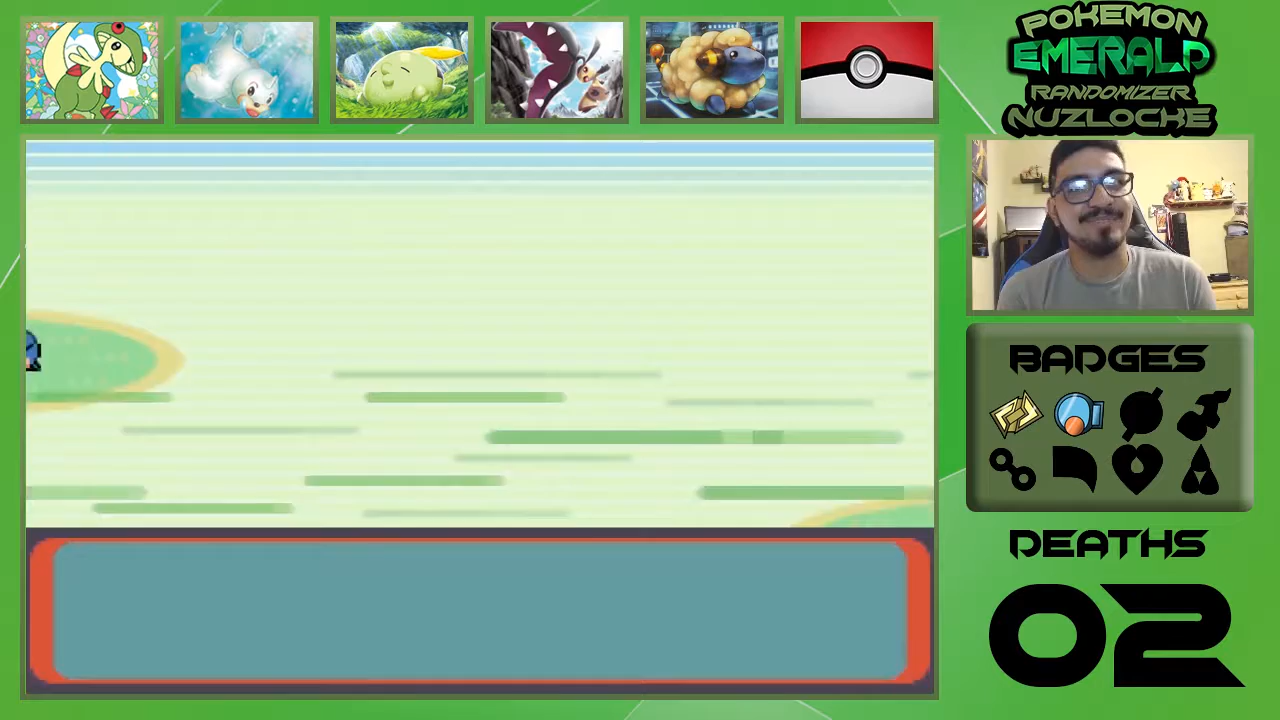 POKEMON
EMERALD
RANDOMIZER
NUZLOCKE
BADGES
DEATHS
02